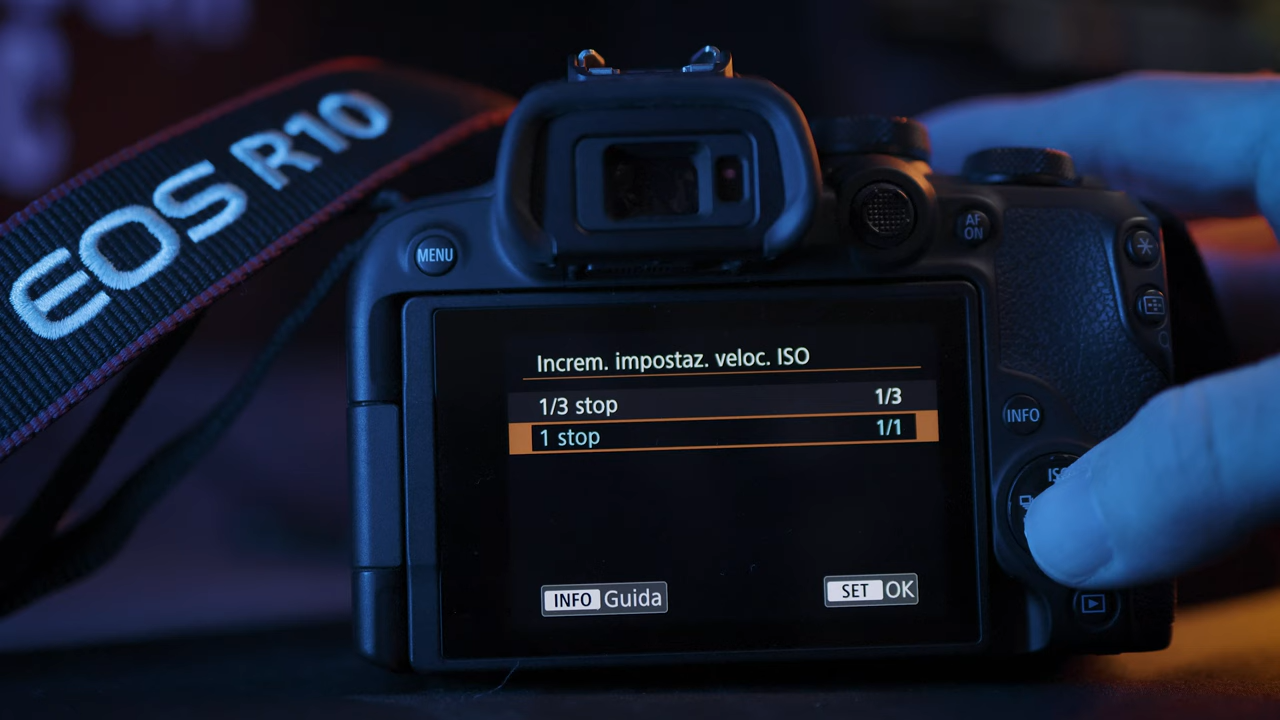 EOS R10
MENU
AF
ON
Increm. impostaz. veloc. ISO
1/3 stop 1/3
1 stop 1/1
INFO
ISO
INFO Guida
SET OK